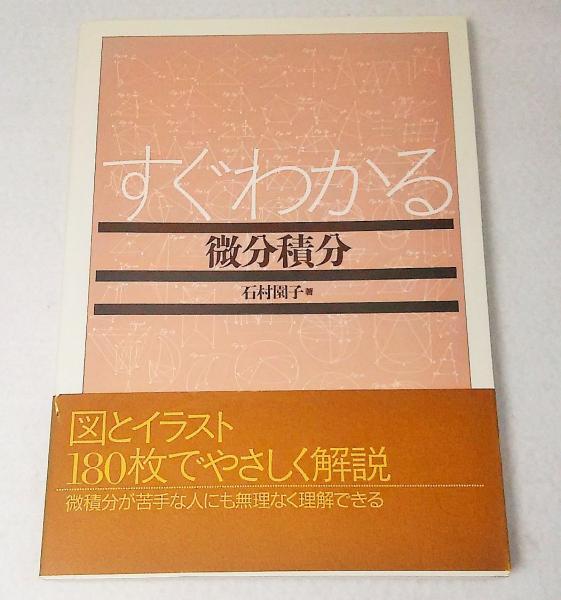 すぐわかる
微分積分
石村園子 著
図とイラスト
180枚でやさしく解説
微積分が苦手な人にも無理なく理解できる